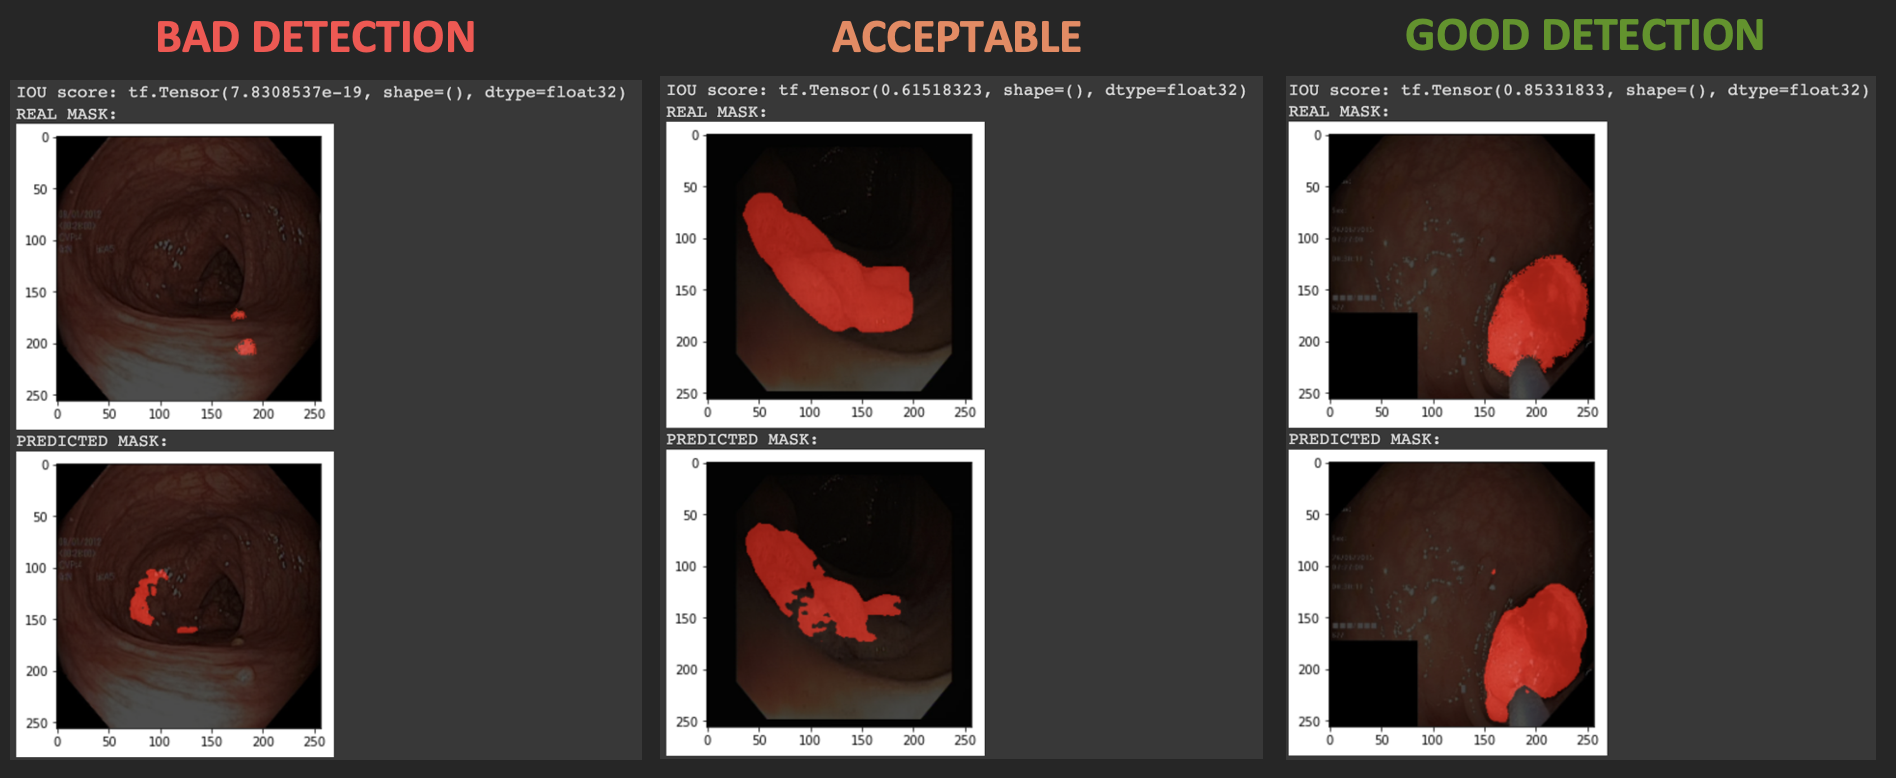 BAD DETECTION
IOU score: tf.Tensor(7.8308537e-19, shape=(), dtype=float32)
REAL MASK:
0
50
100
150
200
250
0 50 100 150 200 250
PREDICTED MASK:
0
50
100
150
200
250
0 50 100 150 200 250
ACCEPTABLE
IOU score: tf.Tensor(0.61518323, shape=(), dtype=float32)
REAL MASK:
0
50
100
150
200
250
0 50 100 150 200 250
PREDICTED MASK:
0
50
100
150
200
250
0 50 100 150 200 250
GOOD DETECTION
IOU score: tf.Tensor(0.85331833, shape=(), dtype=float32)
REAL MASK:
0
50
100
150
200
250
0 50 100 150 200 250
PREDICTED MASK:
0
50
100
150
200
250
0 50 100 150 200 250